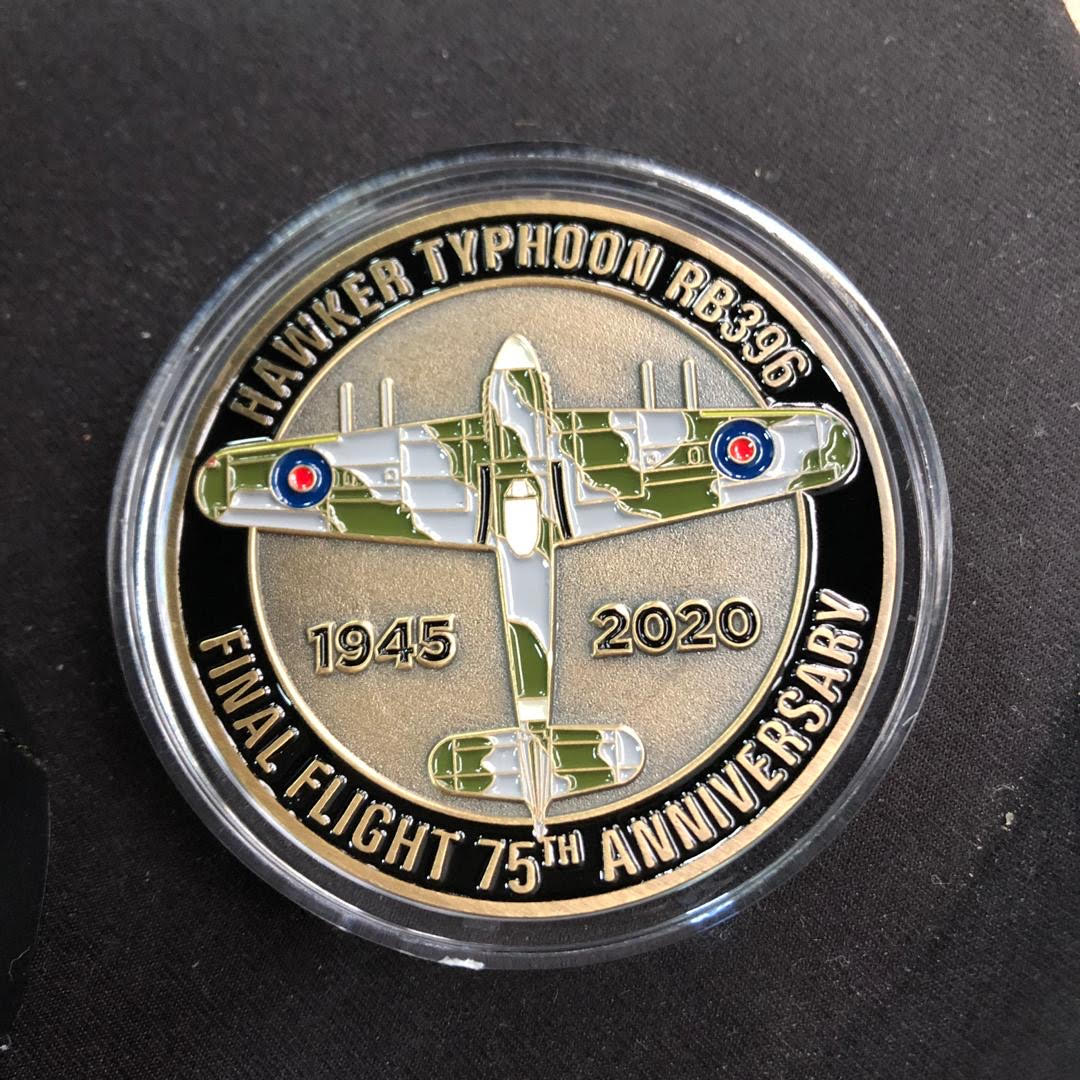 HAWKER TYPHOON RB396
1945 2020
FINAL FLIGHT 75TH ANNIVERSARY